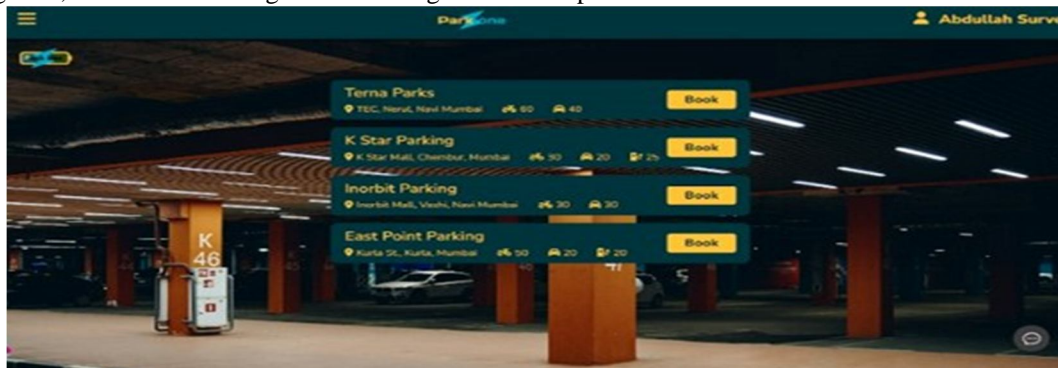 Parkzone
Abdullah Surve
Terna Parks
TEC, Nerul, Navi Mumbai 60 40
Book
K Star Parking
K Star Mall, Chembur, Mumbai 30 20 25
Book
Inorbit Parking
Inorbit Mall, Vashi, Navi Mumbai 30 30
Book
East Point Parking
Kurla St., Kurla, Mumbai 50 20 20
Book
K
46